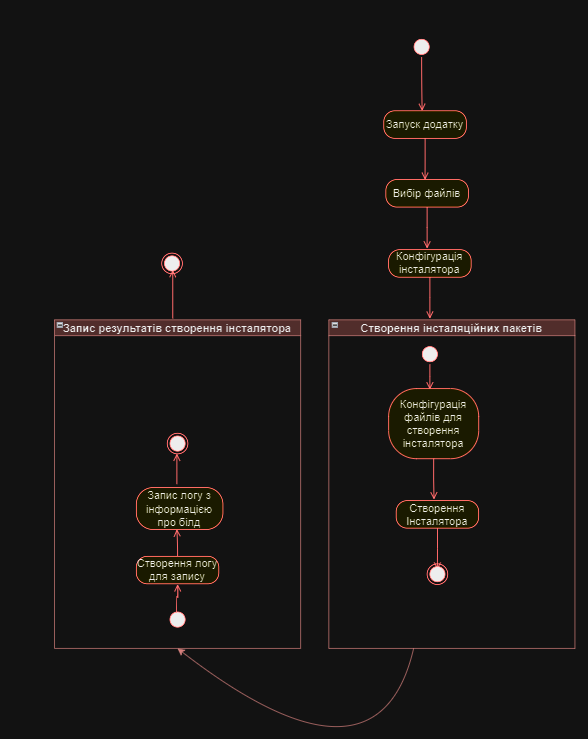 Запуск додатку
Вибір файлів
Конфігурація
інсталятора
Створення інсталяційних пакетів
Конфігурація
файлів для
створення
інсталятора
Створення
Інсталятора
Запис результатів створення інсталятора
Запис логу з
інформацією
про білд
Створення логу
для запису